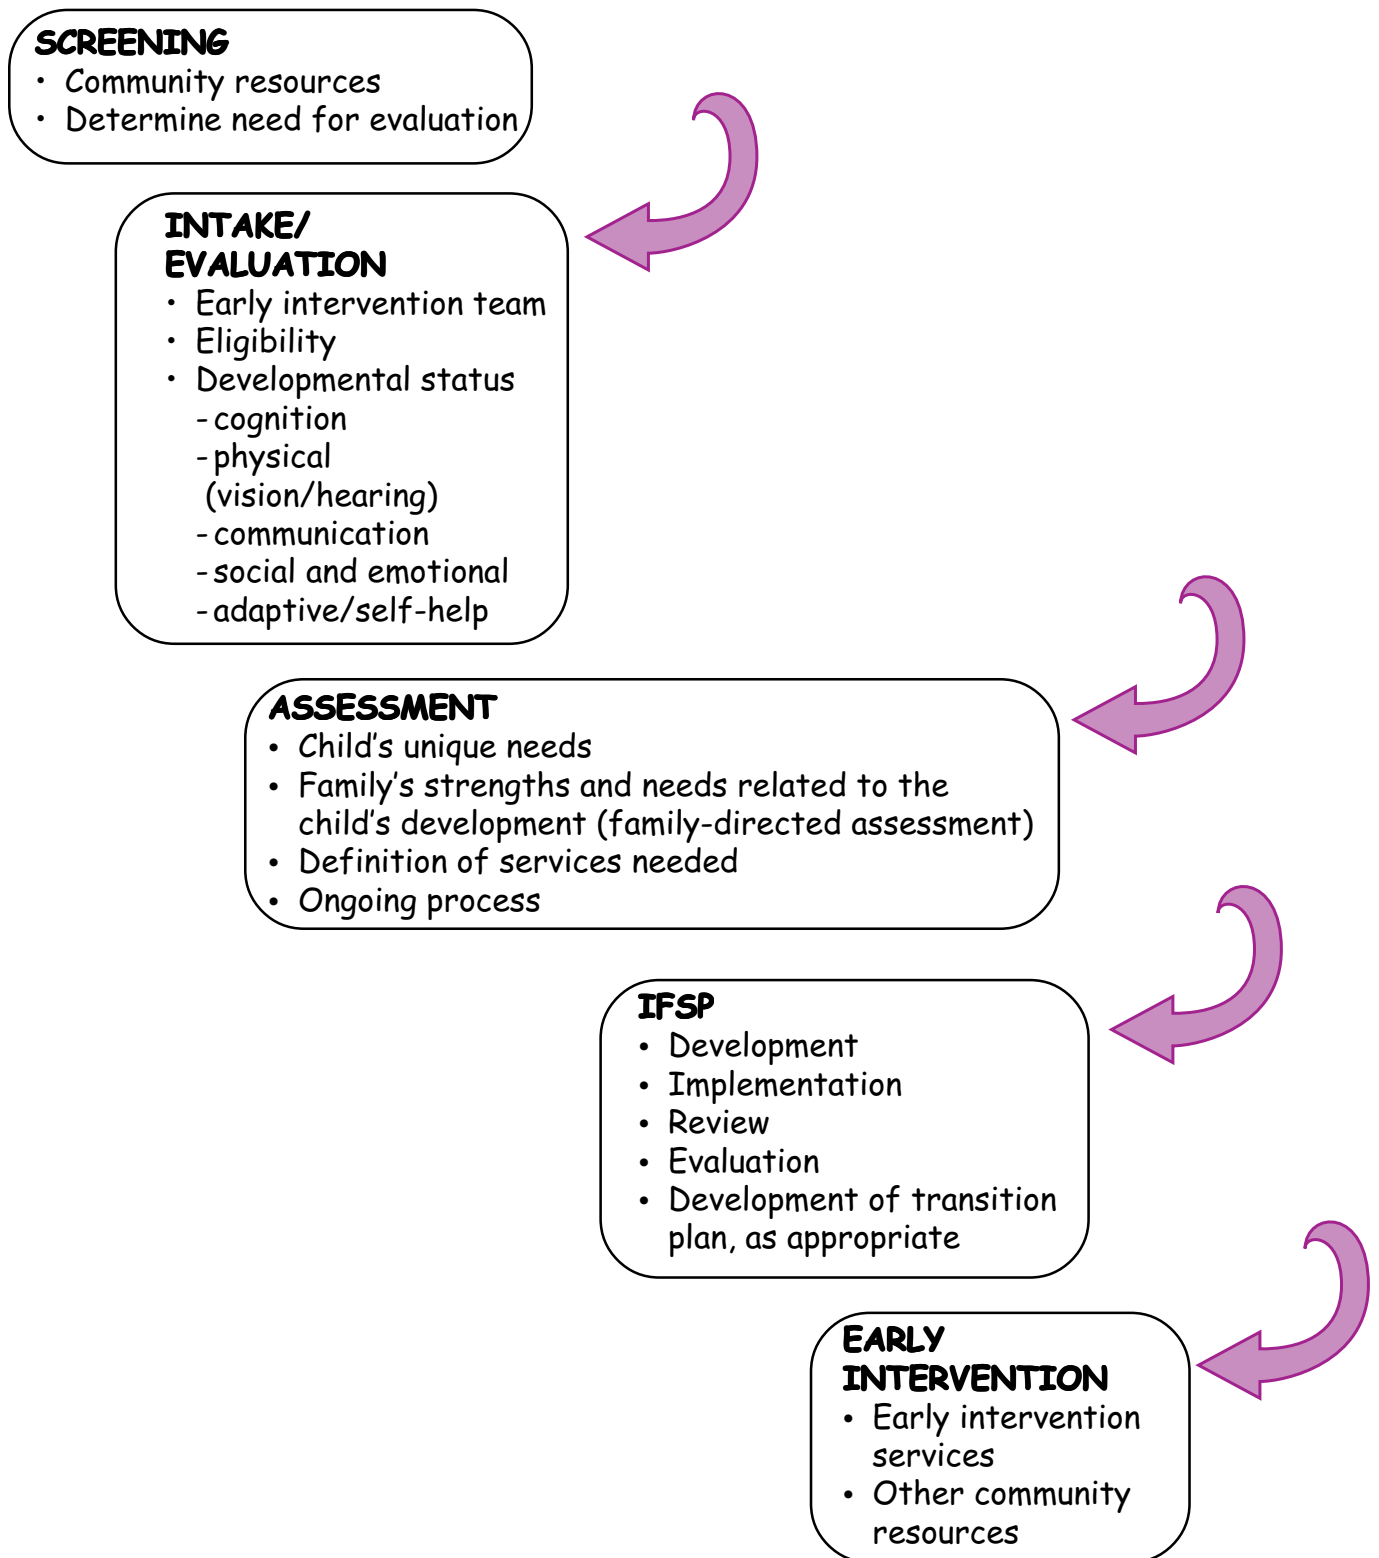 SCREENING
• Community resources
• Determine need for evaluation
INTAKE/
EVALUATION
• Early intervention team
• Eligibility
• Developmental status
- cognition
- physical
(vision/hearing)
- communication
- social and emotional
- adaptive/self-help
ASSESSMENT
• Child’s unique needs
• Family’s strengths and needs related to the
child’s development (family-directed assessment)
• Definition of services needed
• Ongoing process
IFSP
• Development
• Implementation
• Review
• Evaluation
• Development of transition
plan, as appropriate
EARLY
INTERVENTION
• Early intervention
services
• Other community
resources